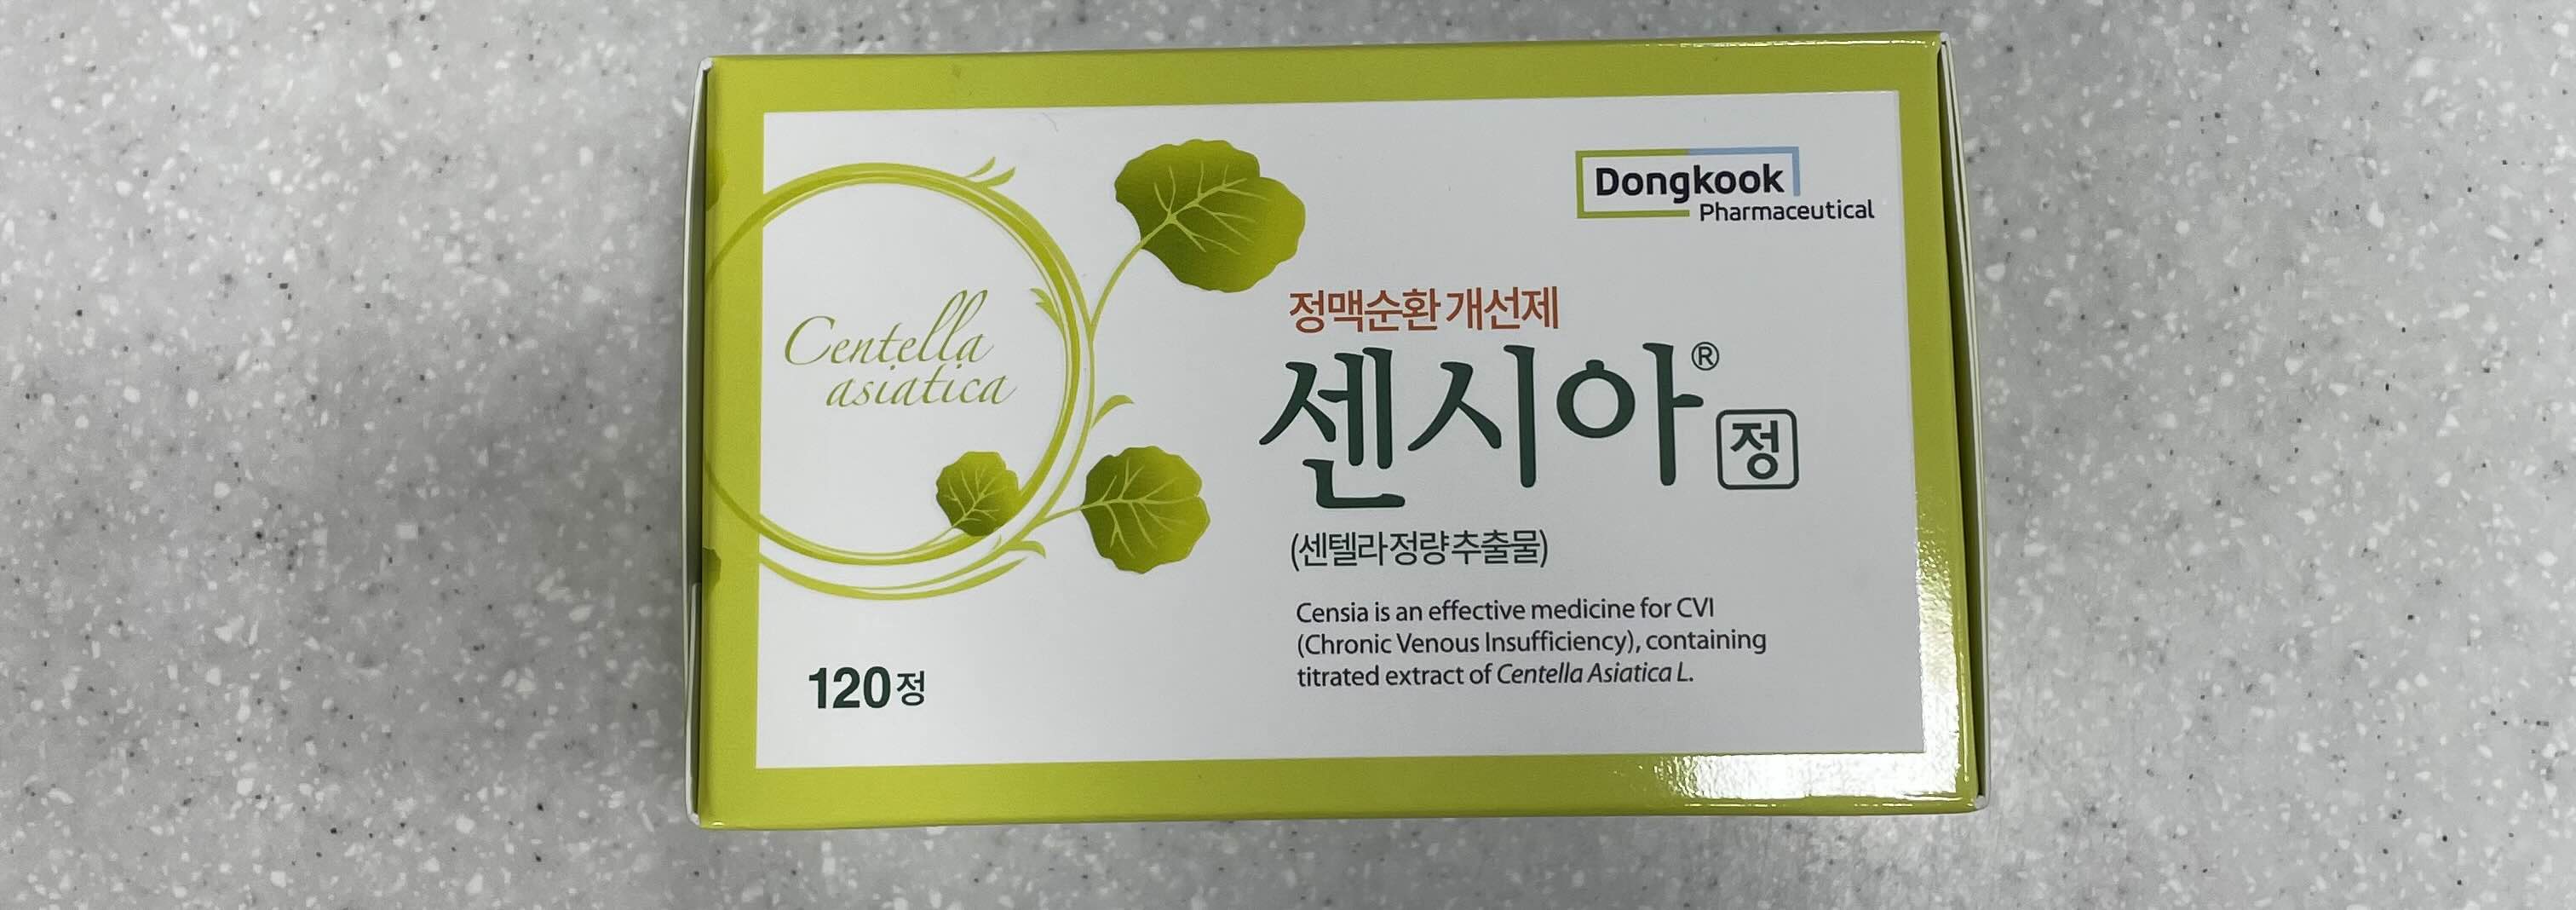 Centella
asiatica
120정
Dongkook
Pharmaceutical
정맥순환 개선제
센시아® 정
(센텔라정량추출물)
Censia is an effective medicine for CVI
(Chronic Venous Insufficiency), containing
titrated extract of Centella Asiatica L.